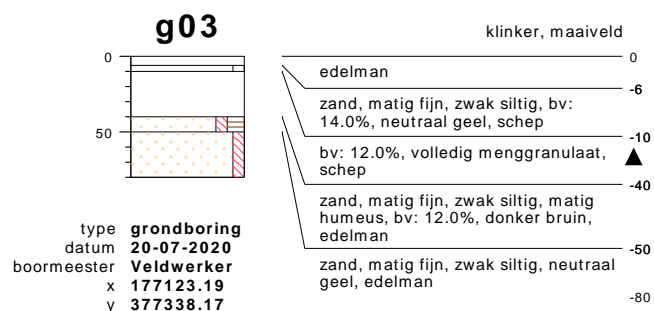 g03
klinker, maaiveld
0
0
edelman
-6
zand, matig fijn, zwak siltig, bv:
14.0%, neutraal geel, schep
-10
bv: 12.0%, volledig menggranulaat,
schep
-40
50
zand, matig fijn, zwak siltig, matig
humeus, bv: 12.0%, donker bruin,
edelman
-50
zand, matig fijn, zwak siltig, neutraal
geel, edelman
-80
type grondboring
datum 20-07-2020
boormeester Veldwerker
x 177123.19
y 377338.17